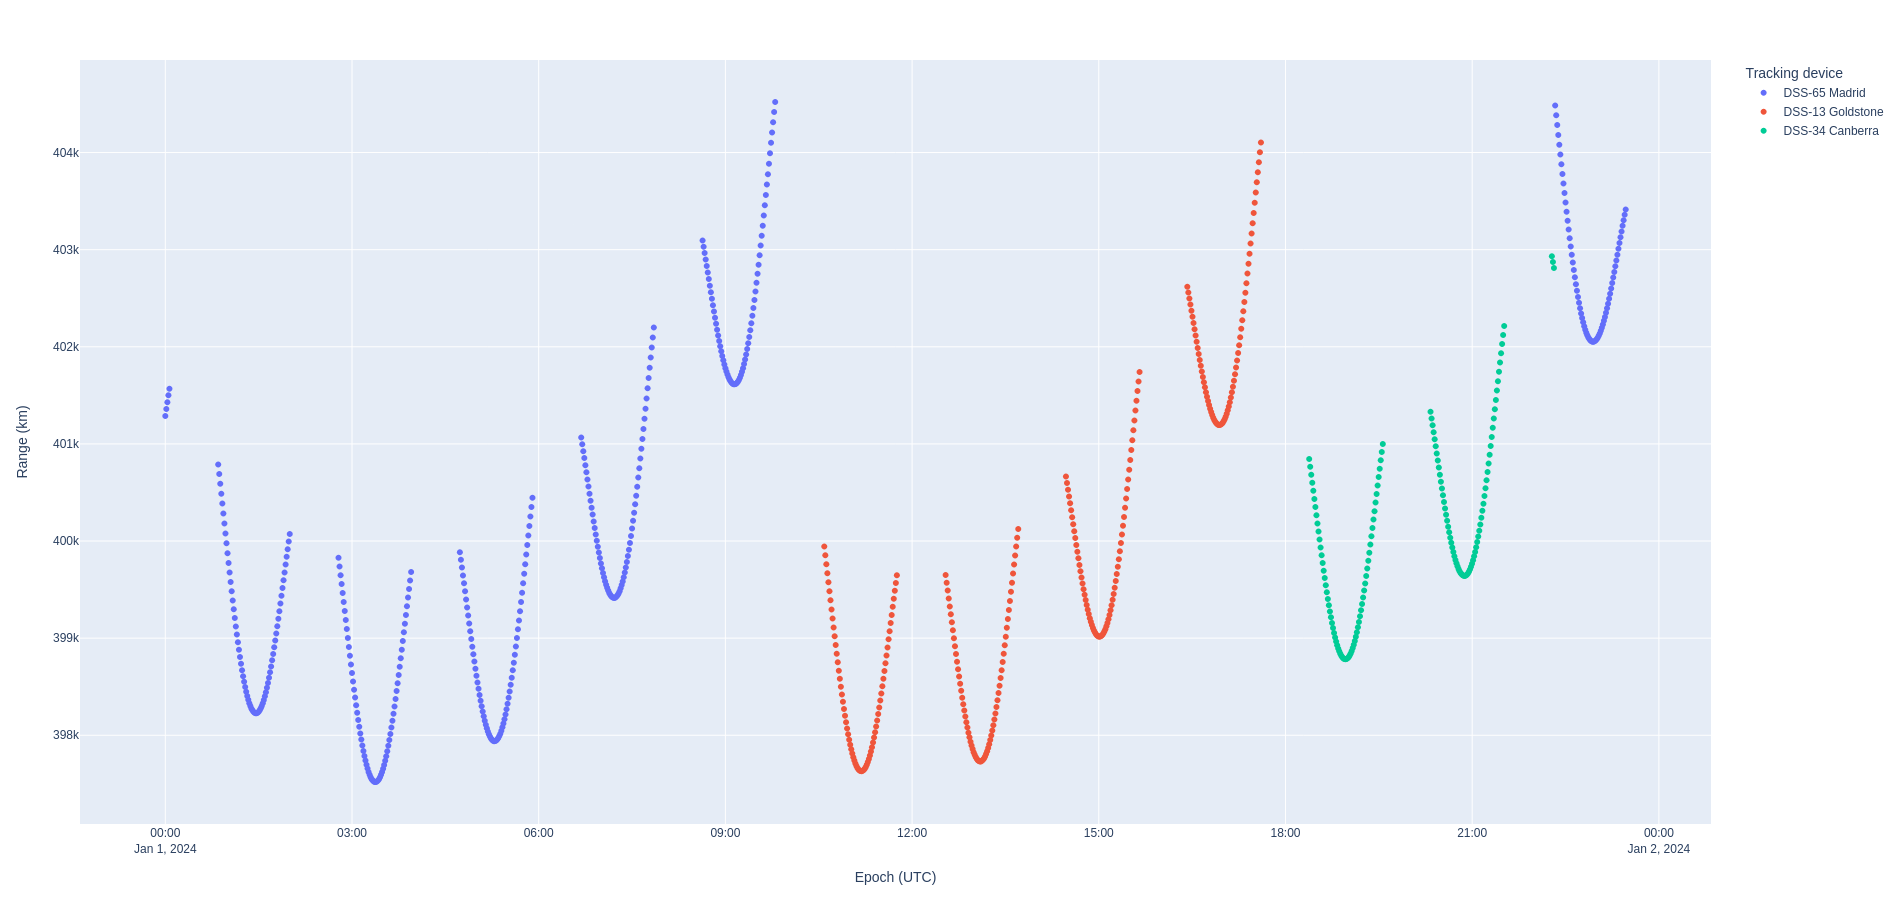 Tracking device
DSS-65 Madrid
DSS-13 Goldstone
DSS-34 Canberra
404k
403k
402k
401k
400k
399k
398k
Range (km)
00:00
03:00
06:00
09:00
12:00
15:00
18:00
21:00
00:00
Jan 1, 2024
Jan 2, 2024
Epoch (UTC)